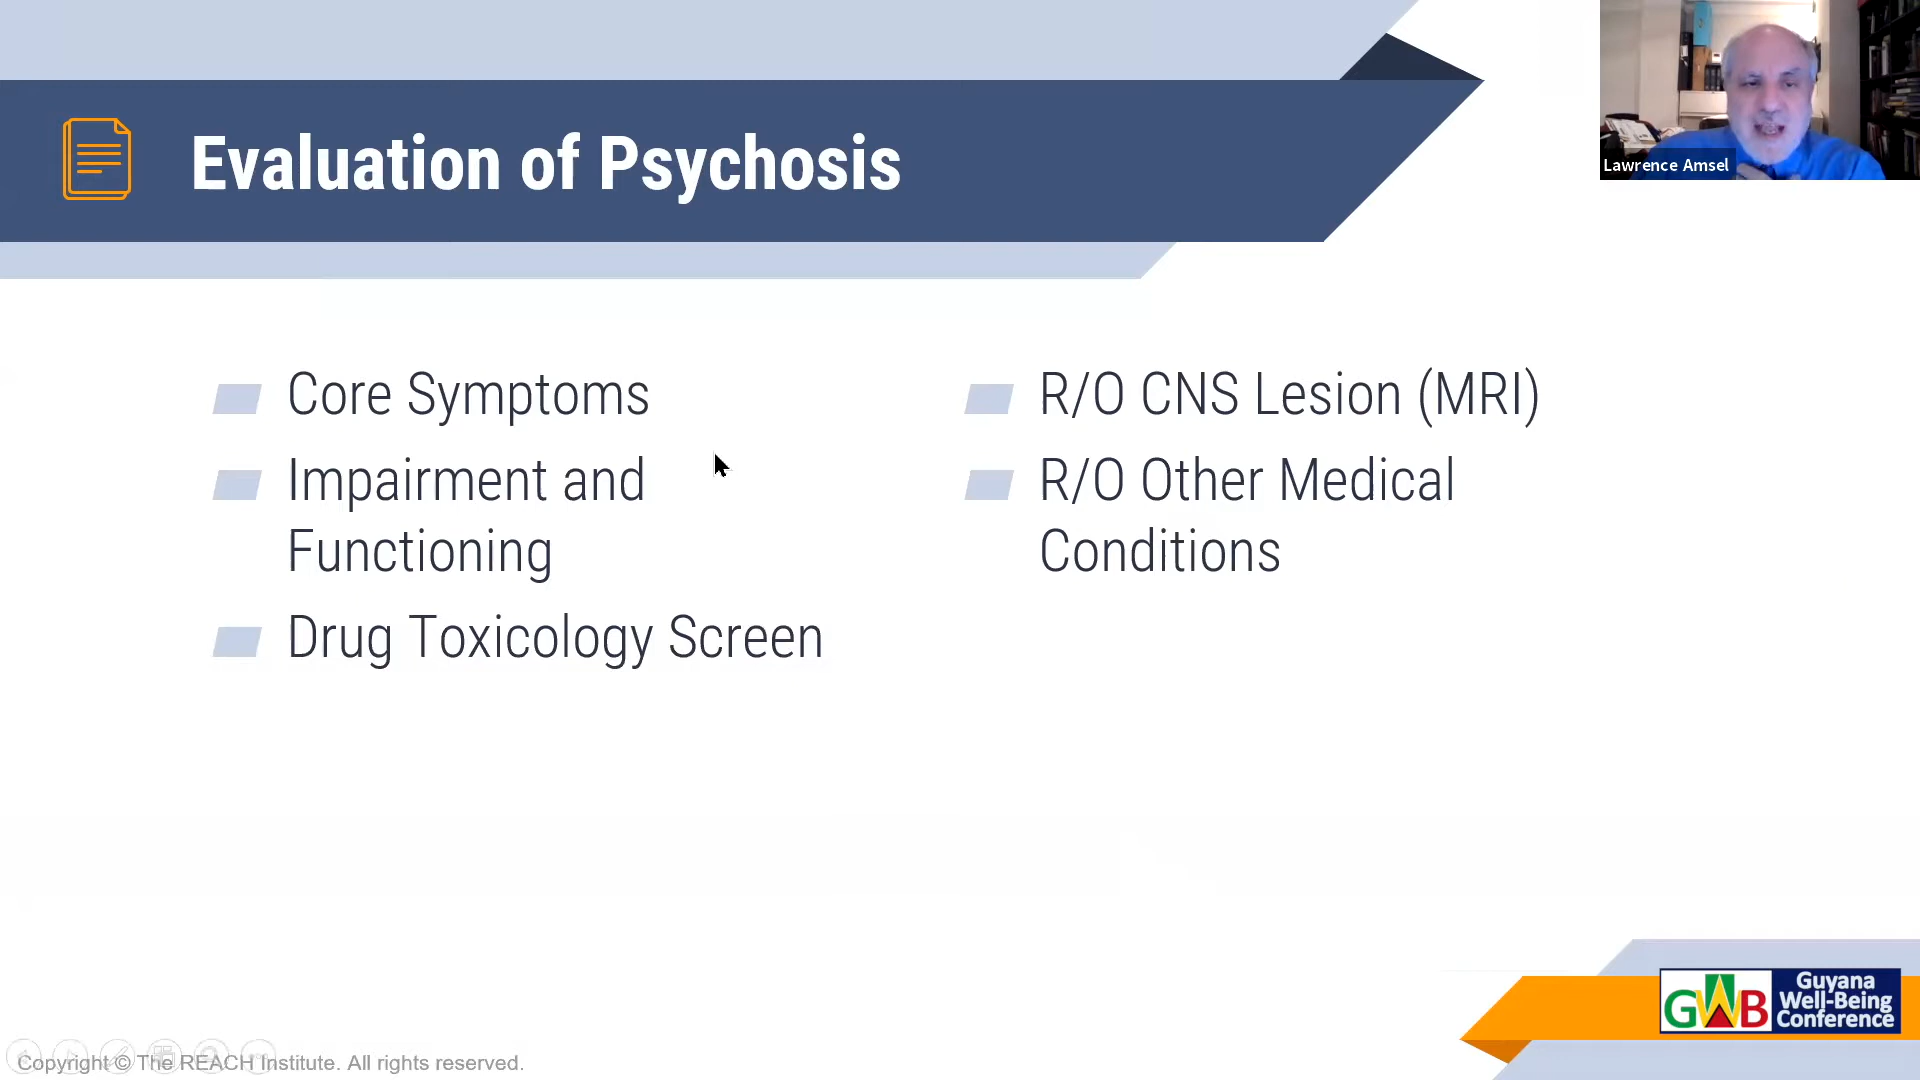 Evaluation of Psychosis
Lawrence Amsel
Core Symptoms
Impairment and
Functioning
Drug Toxicology Screen
R/O CNS Lesion (MRI)
R/O Other Medical
Conditions
GWB
Guyana
Well-Being
Conference
Copyright © The REACH Institute. All rights reserved.